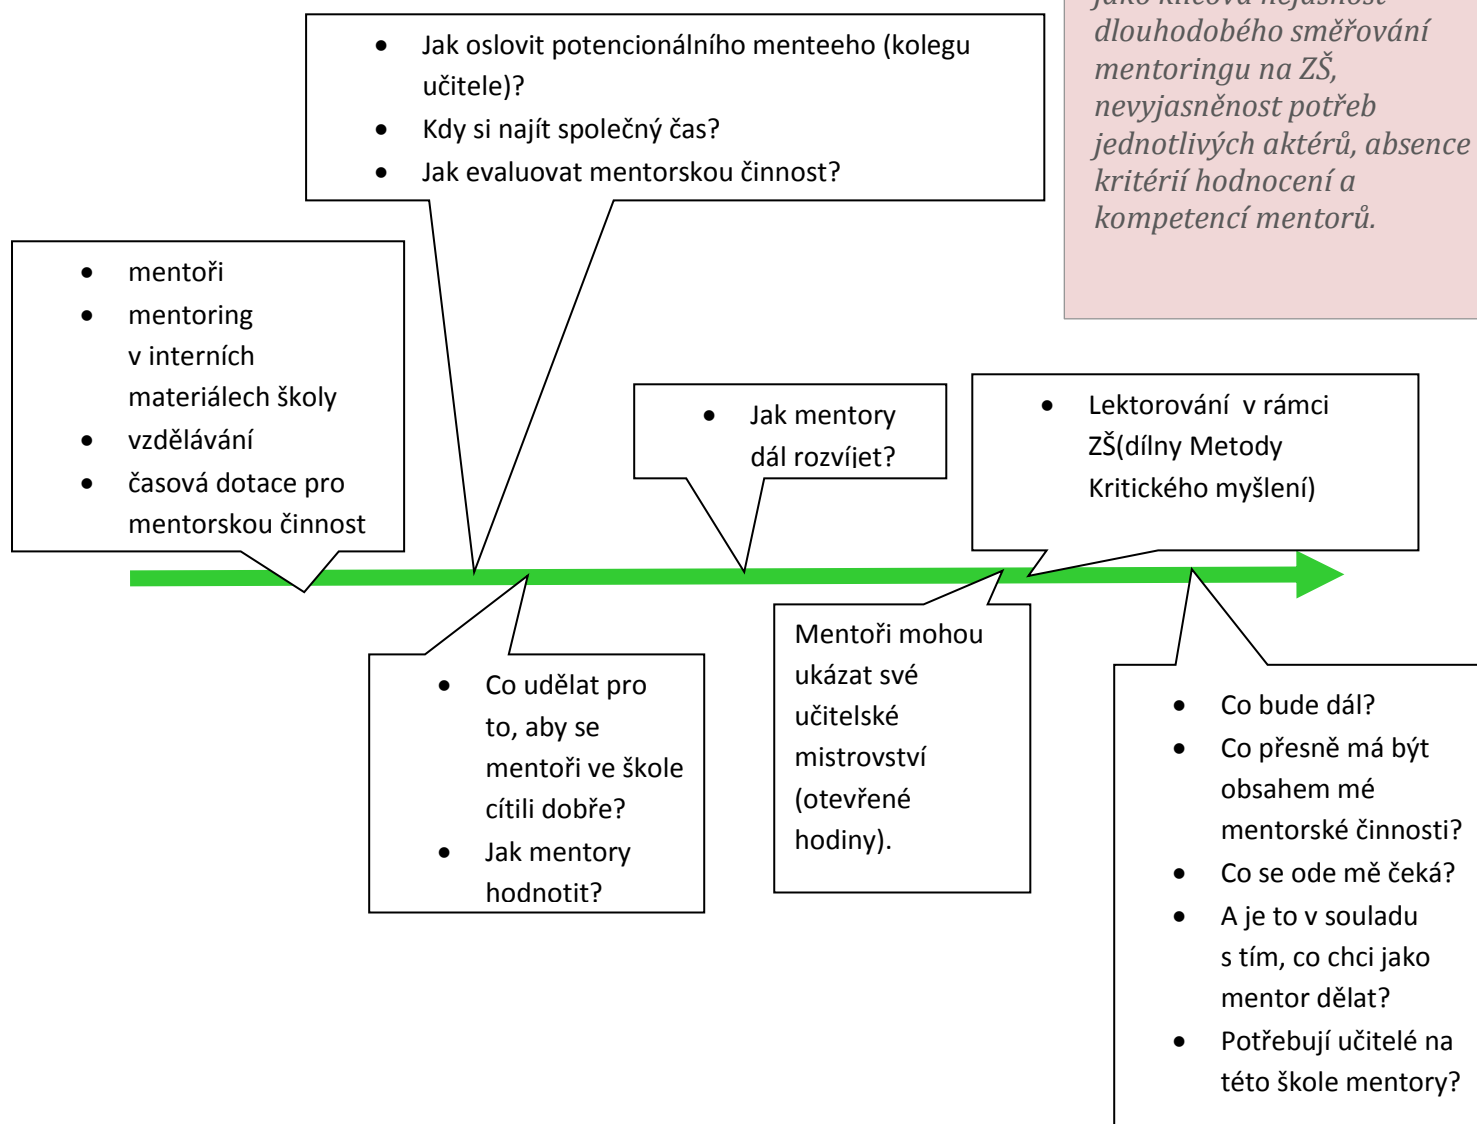 Jak oslovit potencionálního menteeho (kolegu
učitele)?
Kdy si najít společný čas?
Jak evaluovat mentorskou činnost?
dlouhodobého směřování
mentoringu na ZŠ,
nevyjasněnost potřeb
jednotlivých aktérů, absence
kritérií hodnocení a
kompetencí mentorů.
mentoři
mentoring
v interních
materiálech školy
vzdělávání
časová dotace pro
mentorskou činnost
Jak mentory
dál rozvíjet?
Lektorování v rámci
ZŠ(dílny Metody
Kritického myšlení)
Co udělat pro
to, aby se
mentoři ve škole
cítili dobře?
Jak mentory
hodnotit?
Mentoři mohou
ukázat své
učitelské
mistrovství
(otevřené
hodiny).
Co bude dál?
Co přesně má být
obsahem mé
mentorské činnosti?
Co se ode mě čeká?
A je to v souladu
s tím, co chci jako
mentor dělat?
Potřebují učitelé na
této škole mentory?